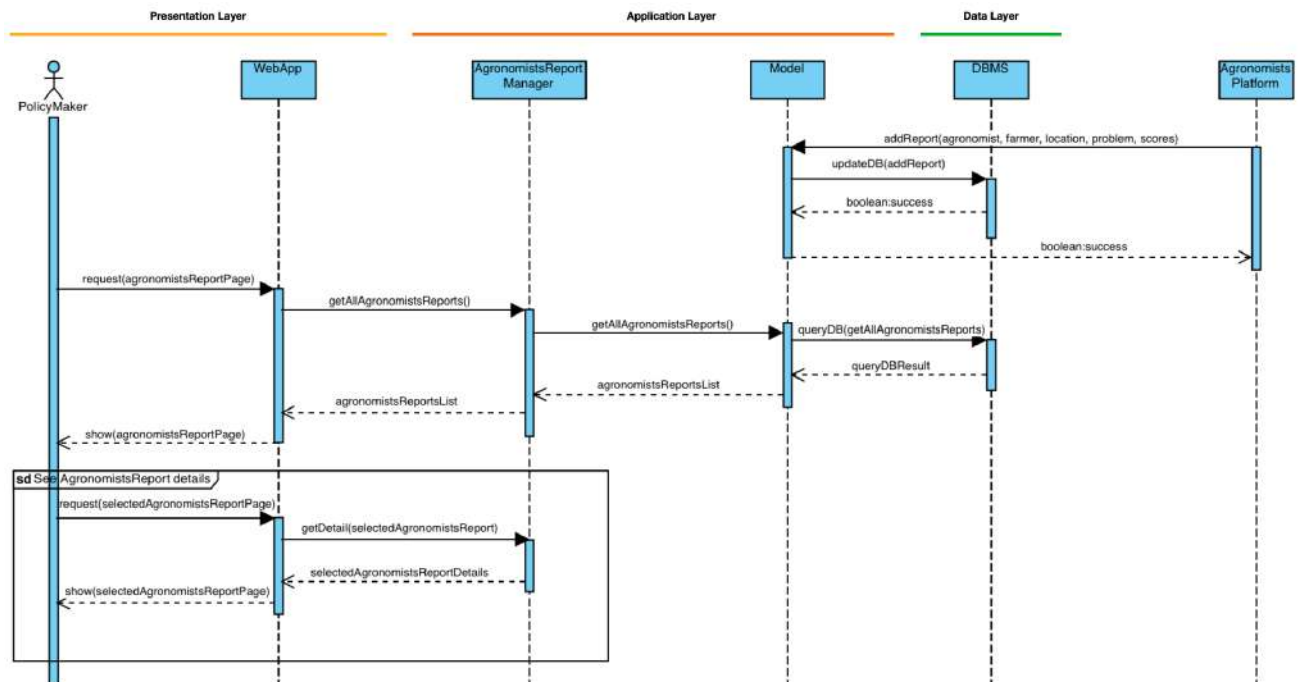 Presentation Layer
Application Layer
Data Layer
PolicyMaker
WebApp
AgronomistsReport
Manager
Model
DBMS
Agronomists
Platform
addReport(agronomist, farmer, location, problem, scores)
updateDB(addReport)
boolean:success
boolean:success
request(agronomistsReportPage)
getAllAgronomistsReports()
getAllAgronomistsReports()
queryDB(getAllAgronomistsReports)
queryDBResult
agronomistsReportsList
agronomistsReportsList
show(agronomistsReportPage)
sd See AgronomistsReport details
request(selectedAgronomistsReportPage)
getDetail(selectedAgronomistsReport)
selectedAgronomistsReportDetails
show(selectedAgronomistsReportPage)